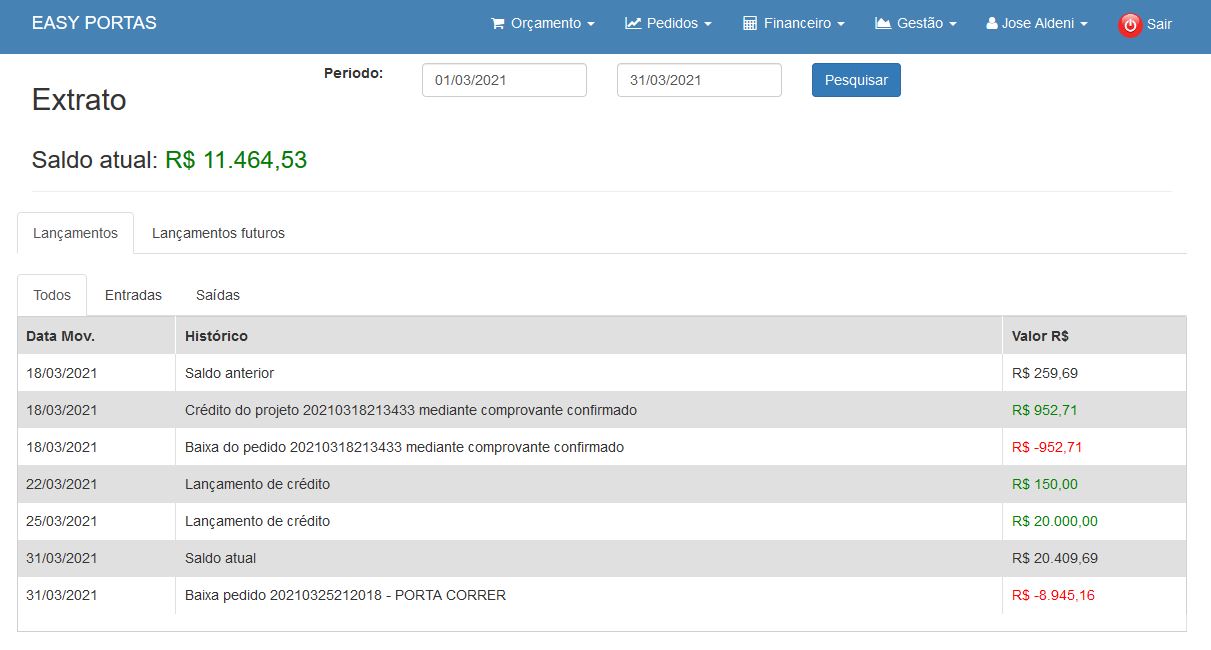 EASY PORTAS Orçamento Pedidos Financeiro Gestão Jose Aldeni Sair
Periodo: 01/03/2021 31/03/2021 Pesquisar
Extrato
Saldo atual: R$ 11.464,53
Lançamentos Lançamentos futuros
Todos Entradas Saídas
Data Mov. Histórico Valor R$
18/03/2021 Saldo anterior R$ 259,69
18/03/2021 Crédito do projeto 20210318213433 mediante comprovante confirmado R$ 952,71
18/03/2021 Baixa do pedido 20210318213433 mediante comprovante confirmado R$ -952,71
22/03/2021 Lançamento de crédito R$ 150,00
25/03/2021 Lançamento de crédito R$ 20.000,00
31/03/2021 Saldo atual R$ 20.409,69
31/03/2021 Baixa pedido 20210325212018 - PORTA CORRER R$ -8.945,16